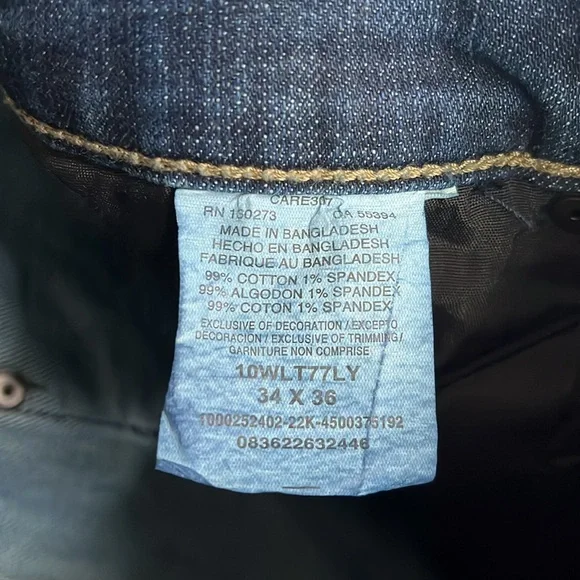 CARE307
RN 130273 CA 55394
MADE IN BANGLADESH
HECHO EN BANGLADESH
FABRIQUE AU BANGLADESH
99% COTTON 1% SPANDEX
99% ALGODON 1% SPANDEX
99% COTON 1% SPANDEX
EXCLUSIVE OF DECORATION / EXCEPTO
DECORACION / EXCLUSIVE OF TRIMMING/
GARNITURE NON COMPRISE
10WLT77LY
34 X 36
1000252402-22K-4500375192
083622632446